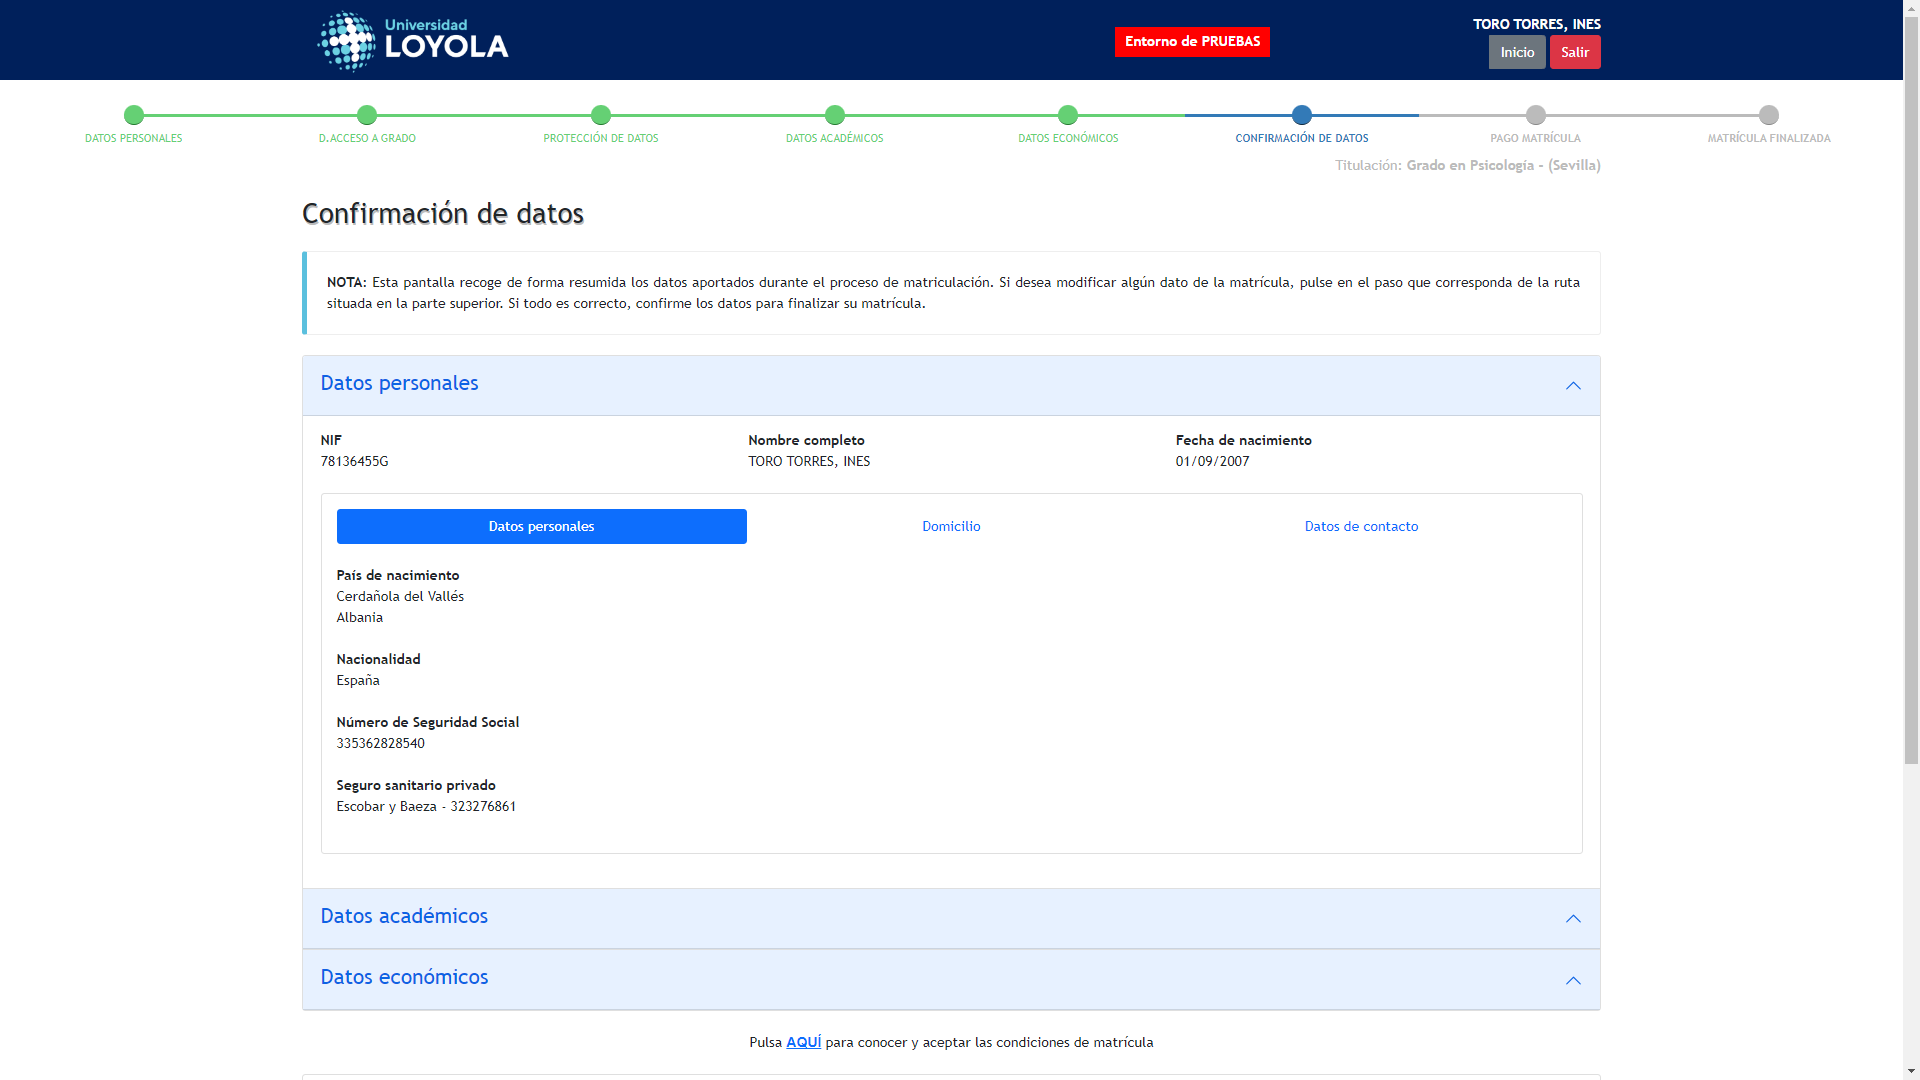 Universidad
LOYOLA
Entorno de PRUEBAS
TORO TORRES, INES
Inicio
Salir
DATOS PERSONALES
D.ACCESO A GRADO
PROTECCIÓN DE DATOS
DATOS ACADÉMICOS
DATOS ECONÓMICOS
CONFIRMACIÓN DE DATOS
PAGO MATRÍCULA
MATRÍCULA FINALIZADA
Titulación: Grado en Psicología - (Sevilla)
Confirmación de datos
NOTA: Esta pantalla recoge de forma resumida los datos aportados durante el proceso de matriculación. Si desea modificar algún dato de la matrícula, pulse en el paso que corresponda de la ruta
situada en la parte superior. Si todo es correcto, confirme los datos para finalizar su matrícula.
Datos personales
NIF
78136455G
Nombre completo
TORO TORRES, INES
Fecha de nacimiento
01/09/2007
Datos personales
Domicilio
Datos de contacto
País de nacimiento
Cerdañola del Vallés
Albania
Nacionalidad
España
Número de Seguridad Social
335362828540
Seguro sanitario privado
Escobar y Baeza - 323276861
Datos académicos
Datos económicos
Pulsa AQUÍ para conocer y aceptar las condiciones de matrícula